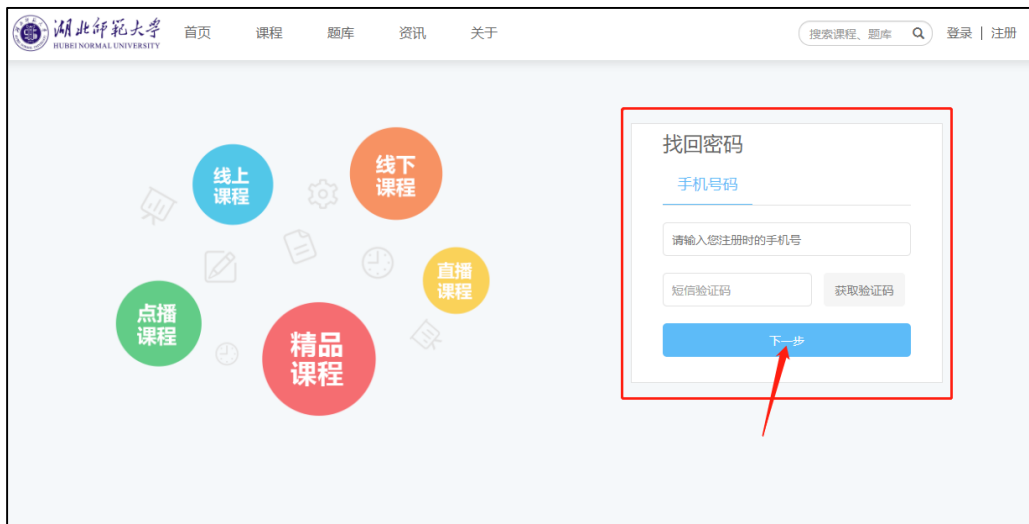 湖北师范大学
HUBEI NORMAL UNIVERSITY
首页
课程
题库
资讯
关于
搜索课程、题库
登录 | 注册
线上
课程
线下
课程
直播
课程
点播
课程
精品
课程
找回密码
手机号码
请输入您注册时的手机号
短信验证码
获取验证码
下一步